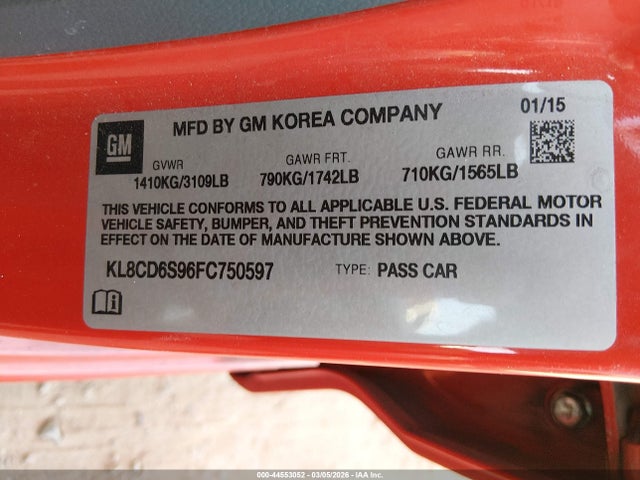 01/15
MFD BY GM KOREA COMPANY
GM
GVWR GAWR FRT. GAWR RR.
1410KG/3109LB 790KG/1742LB 710KG/1565LB
THIS VEHICLE CONFORMS TO ALL APPLICABLE U.S. FEDERAL MOTOR
VEHICLE SAFETY, BUMPER, AND THEFT PREVENTION STANDARDS IN
EFFECT ON THE DATE OF MANUFACTURE SHOWN ABOVE.
KL8CD6S96FC750597 TYPE: PASS CAR
000-44553052 - 03/05/2026 - IAA Inc.